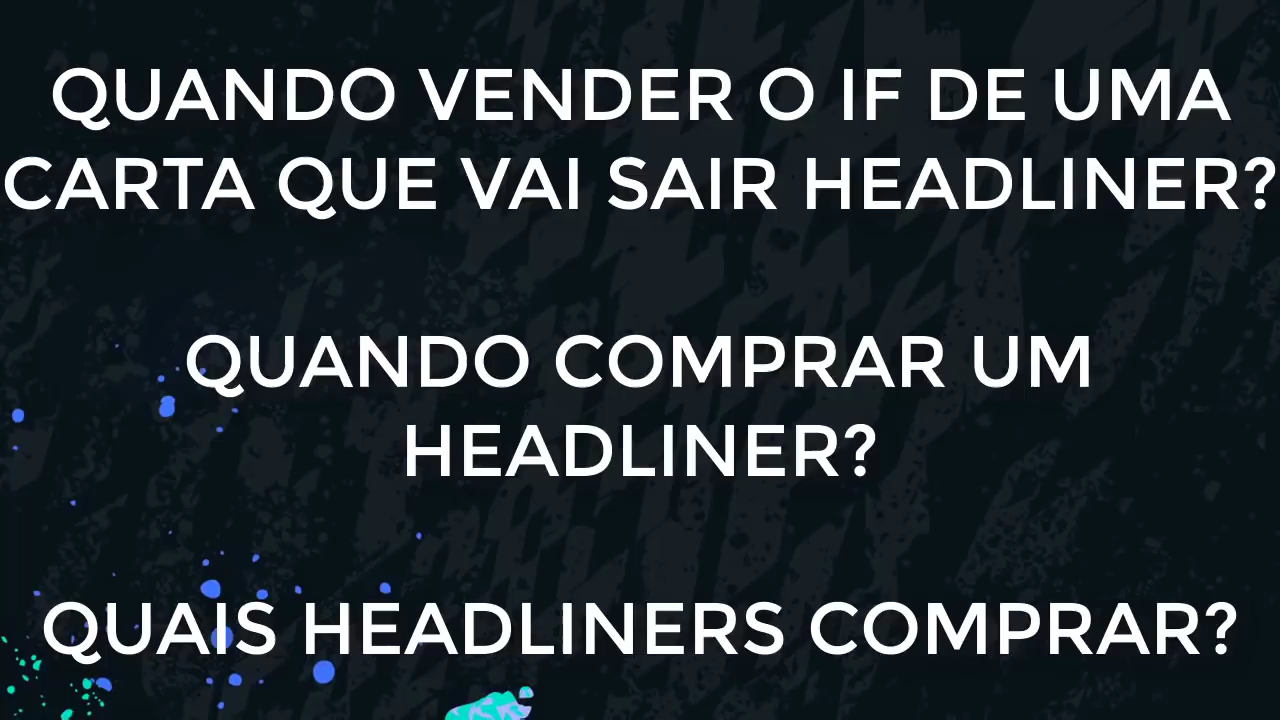 QUANDO VENDER O IF DE UMA
CARTA QUE VAI SAIR HEADLINER?
QUANDO COMPRAR UM
HEADLINER?
QUAIS HEADLINERS COMPRAR?